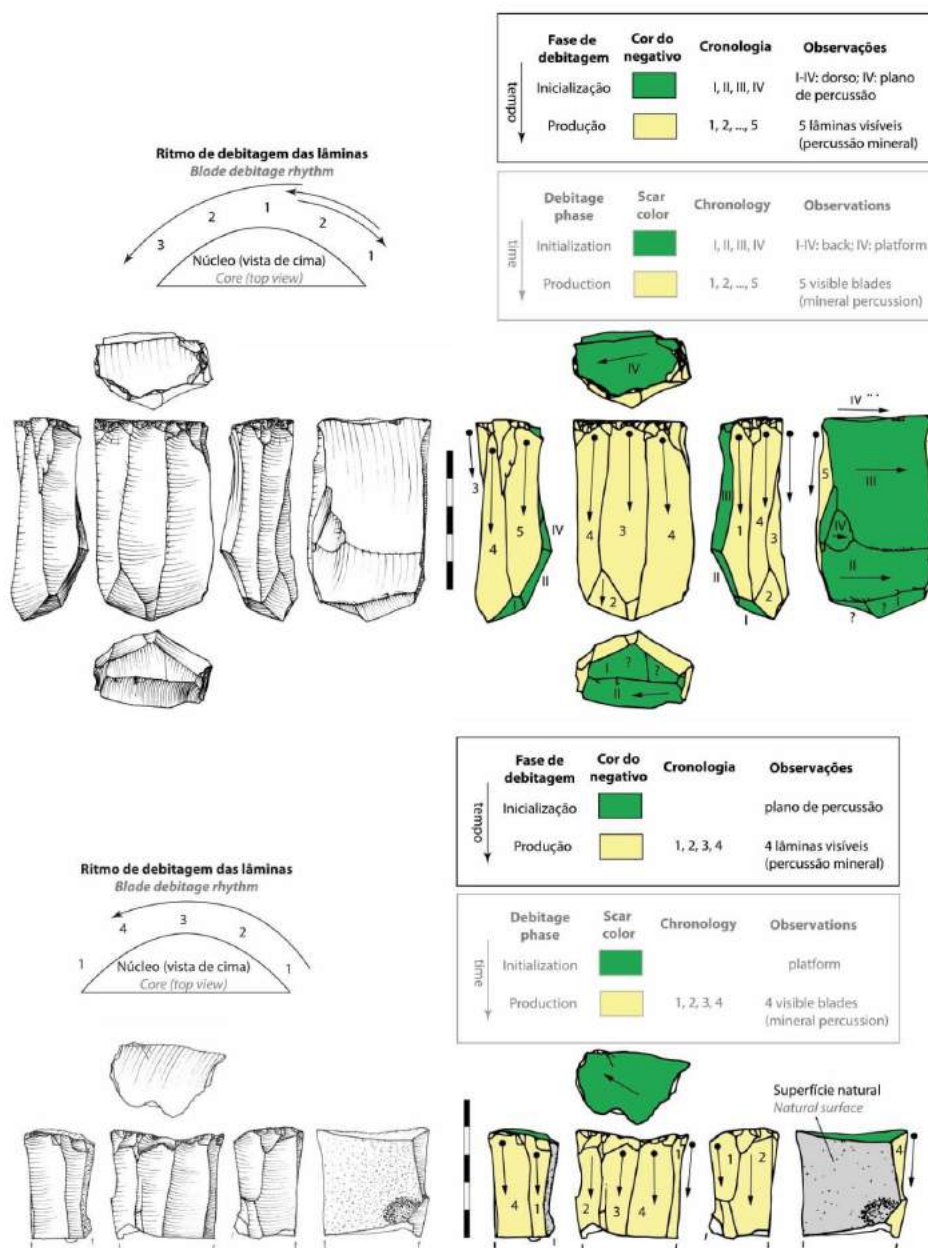 Fase de debitagem Cor do negativo Cronologia Observações
tempo
Inicialização I, II, III, IV I-IV: dorso; IV: plano de percussão
Produção 1, 2, ..., 5 5 lâminas visíveis (percussão mineral)
Debitage phase Scar color Chronology Observations
time
Initialization I, II, III, IV I-IV: back; IV: platform
Production 1, 2, ..., 5 5 visible blades (mineral percussion)
Ritmo de debitagem das lâminas
Blade debitage rhythm
3 2 1 2 1
Núcleo (vista de cima)
Core (top view)
IV
3 4 5 I II IV
4 3 4 2
III II 1 4 3 2 I
IV 5 III IV II ? I ?
I ? ?
II
Fase de debitagem Cor do negativo Cronologia Observações
tempo
Inicialização plano de percussão
Produção 1, 2, 3, 4 4 lâminas visíveis (percussão mineral)
Debitage phase Scar color Chronology Observations
time
Initialization platform
Production 1, 2, 3, 4 4 visible blades (mineral percussion)
Ritmo de debitagem das lâminas
Blade debitage rhythm
1 4 3 2 1
Núcleo (vista de cima)
Core (top view)
Superfície natural
Natural surface
4 1
2 3 4 1
1 2
4